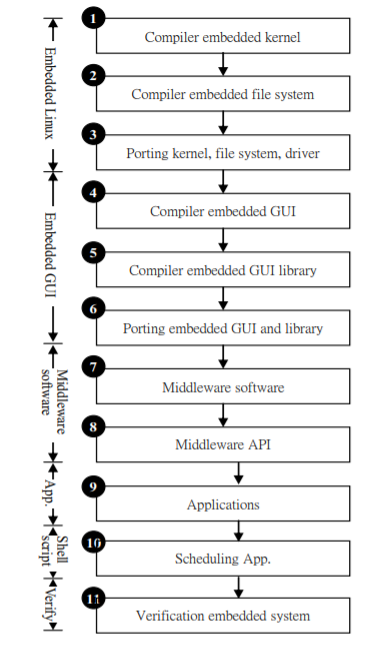 1
Compiler embedded kernel
2
Compiler embedded file system
3
Porting kernel, file system, driver
4
Compiler embedded GUI
5
Compiler embedded GUI library
6
Porting embedded GUI and library
7
Middleware software
8
Middleware API
9
Applications
10
Scheduling App.
11
Verification embedded system
Embedded Linux
Embedded GUI
Middleware
software
App.
Shell
script
Verify